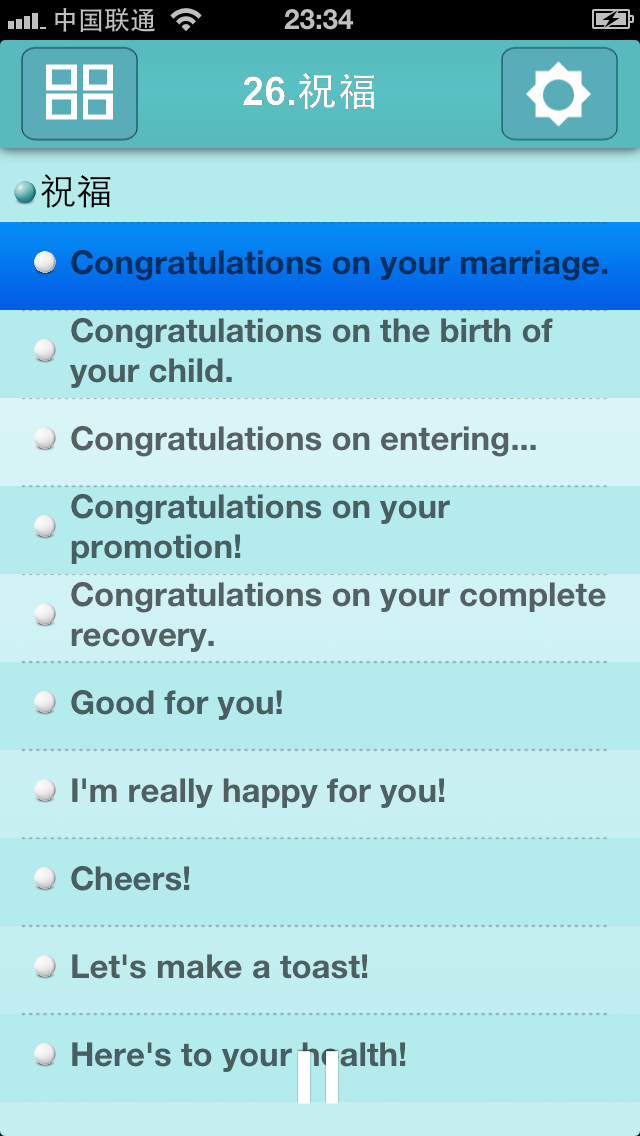 中国联通 23:34
26.祝福
祝福
Congratulations on your marriage.
Congratulations on the birth of
your child.
Congratulations on entering...
Congratulations on your
promotion!
Congratulations on your complete
recovery.
Good for you!
I'm really happy for you!
Cheers!
Let's make a toast!
Here's to your health!